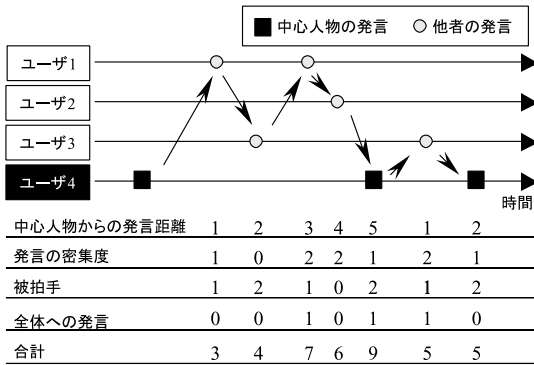 中心人物の発言 他者の発言
ユーザ1
ユーザ2
ユーザ3
ユーザ4
時間
中心人物からの発言距離 1 2 3 4 5 1 2
発言の密集度 1 0 2 2 1 2 1
被拍手 1 2 1 0 2 1 2
全体への発言 0 0 1 0 1 1 0
合計 3 4 7 6 9 5 5